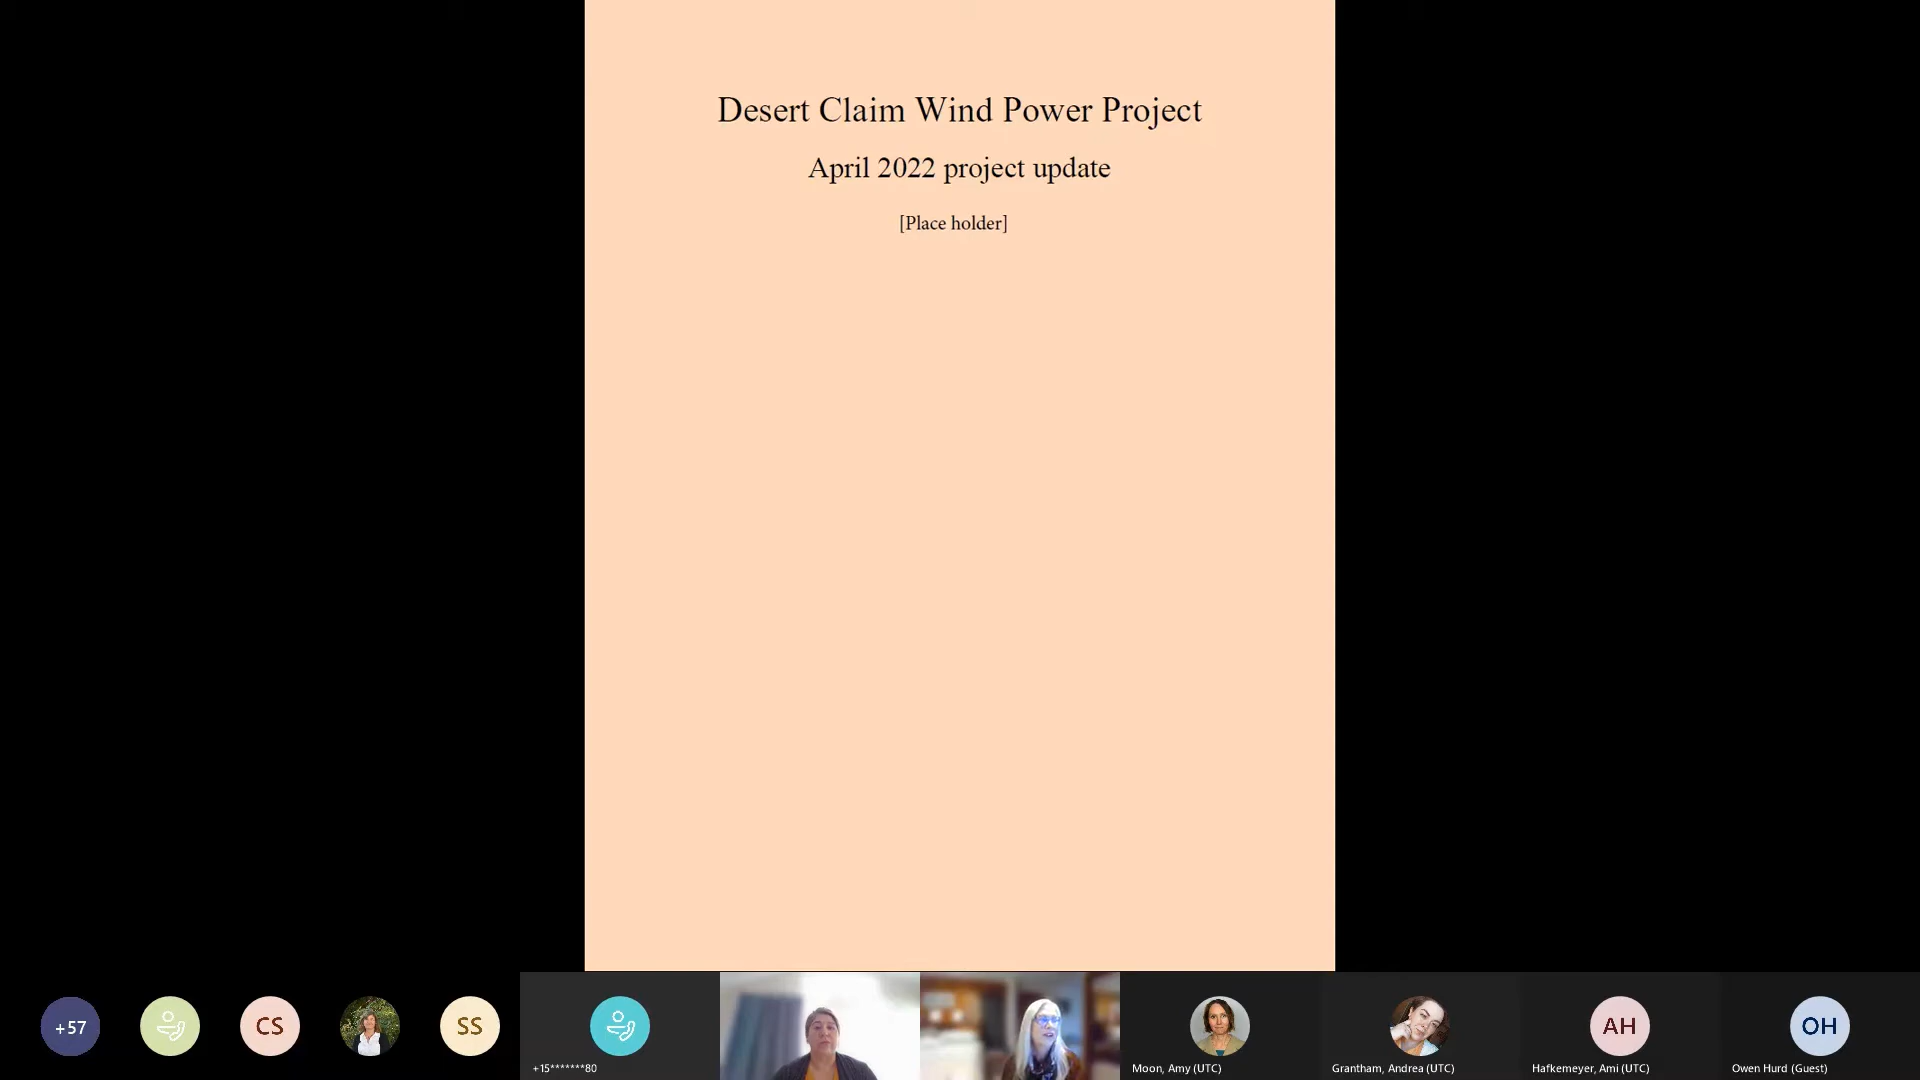 Desert Claim Wind Power Project
April 2022 project update
[Place holder]
+57
CS
SS
+15*******80
Moon, Amy (UTC)
Grantham, Andrea (UTC)
AH
Hafkemeyer, Ami (UTC)
OH
Owen Hurd (Guest)